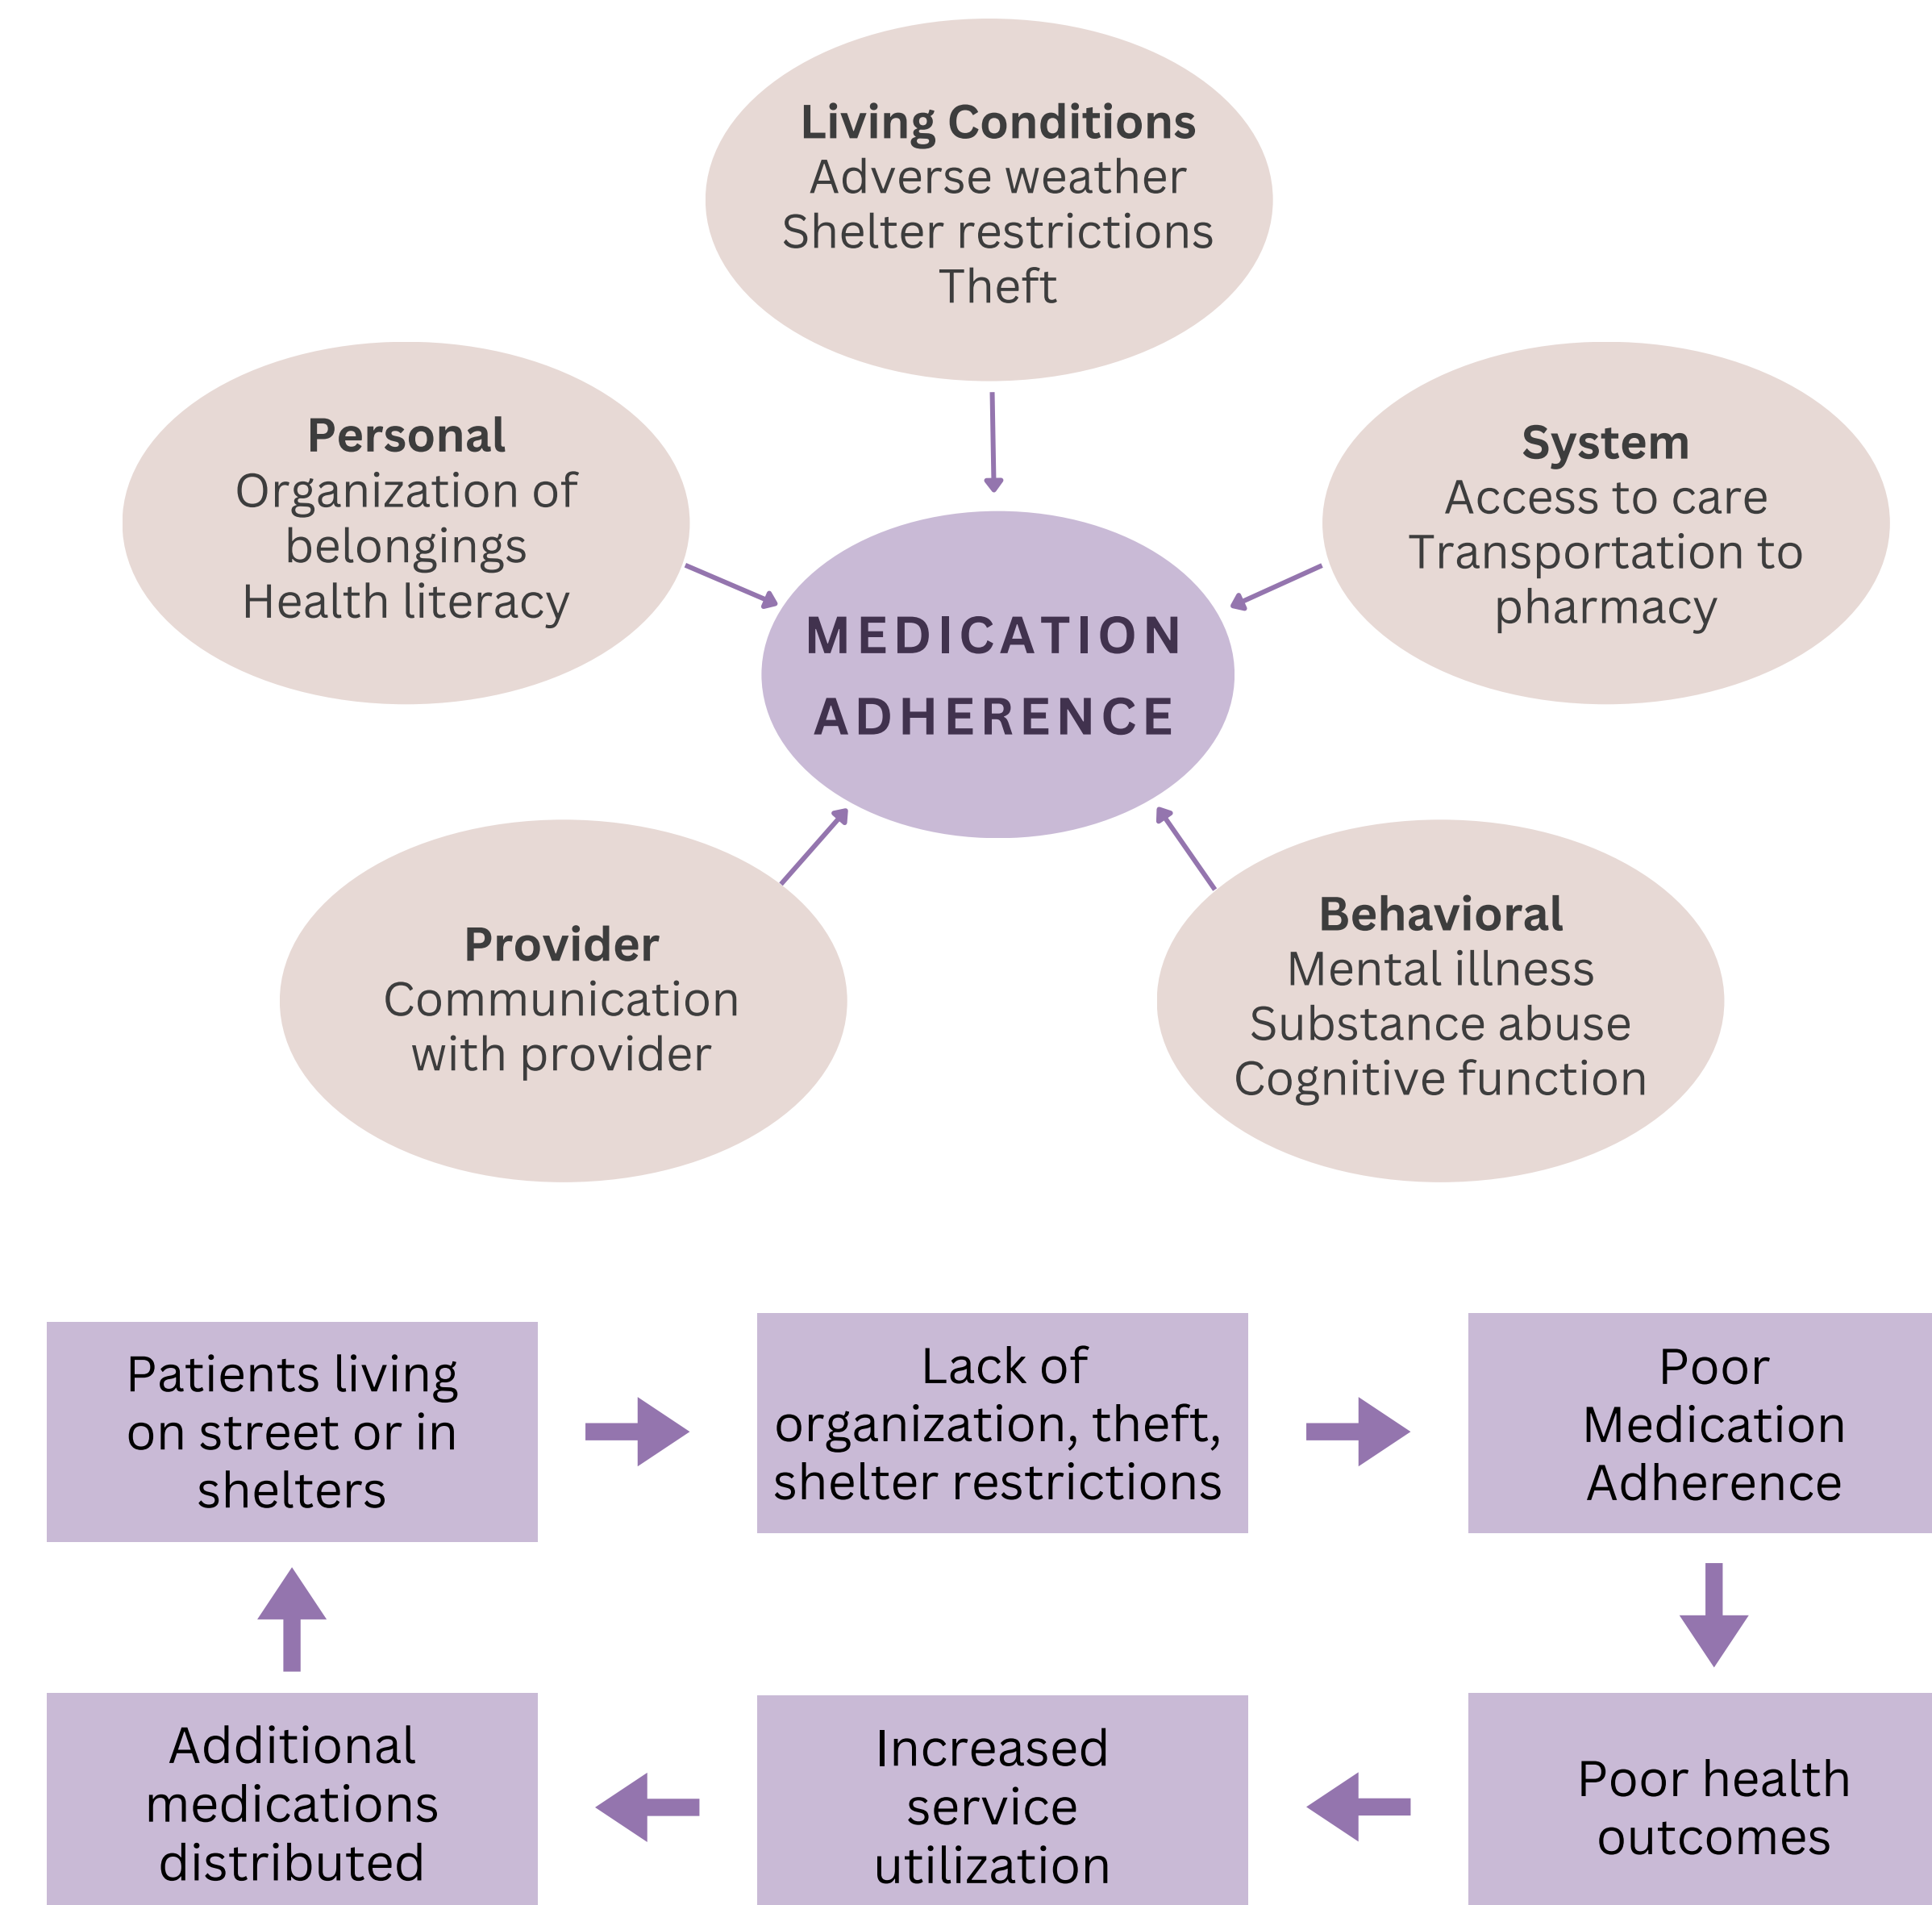 Living Conditions
Adverse weather
Shelter restrictions
Theft
Personal
Organization of
belongings
Health literacy
System
Access to care
Transportation to
pharmacy
MEDICATION
ADHERENCE
Provider
Communication
with provider
Behavioral
Mental illness
Substance abuse
Cognitive function
Patients living
on street or in
shelters
Lack of
organization, theft,
shelter restrictions
Poor
Medication
Adherence
Additional
medications
distributed
Increased
service
utilization
Poor health
outcomes